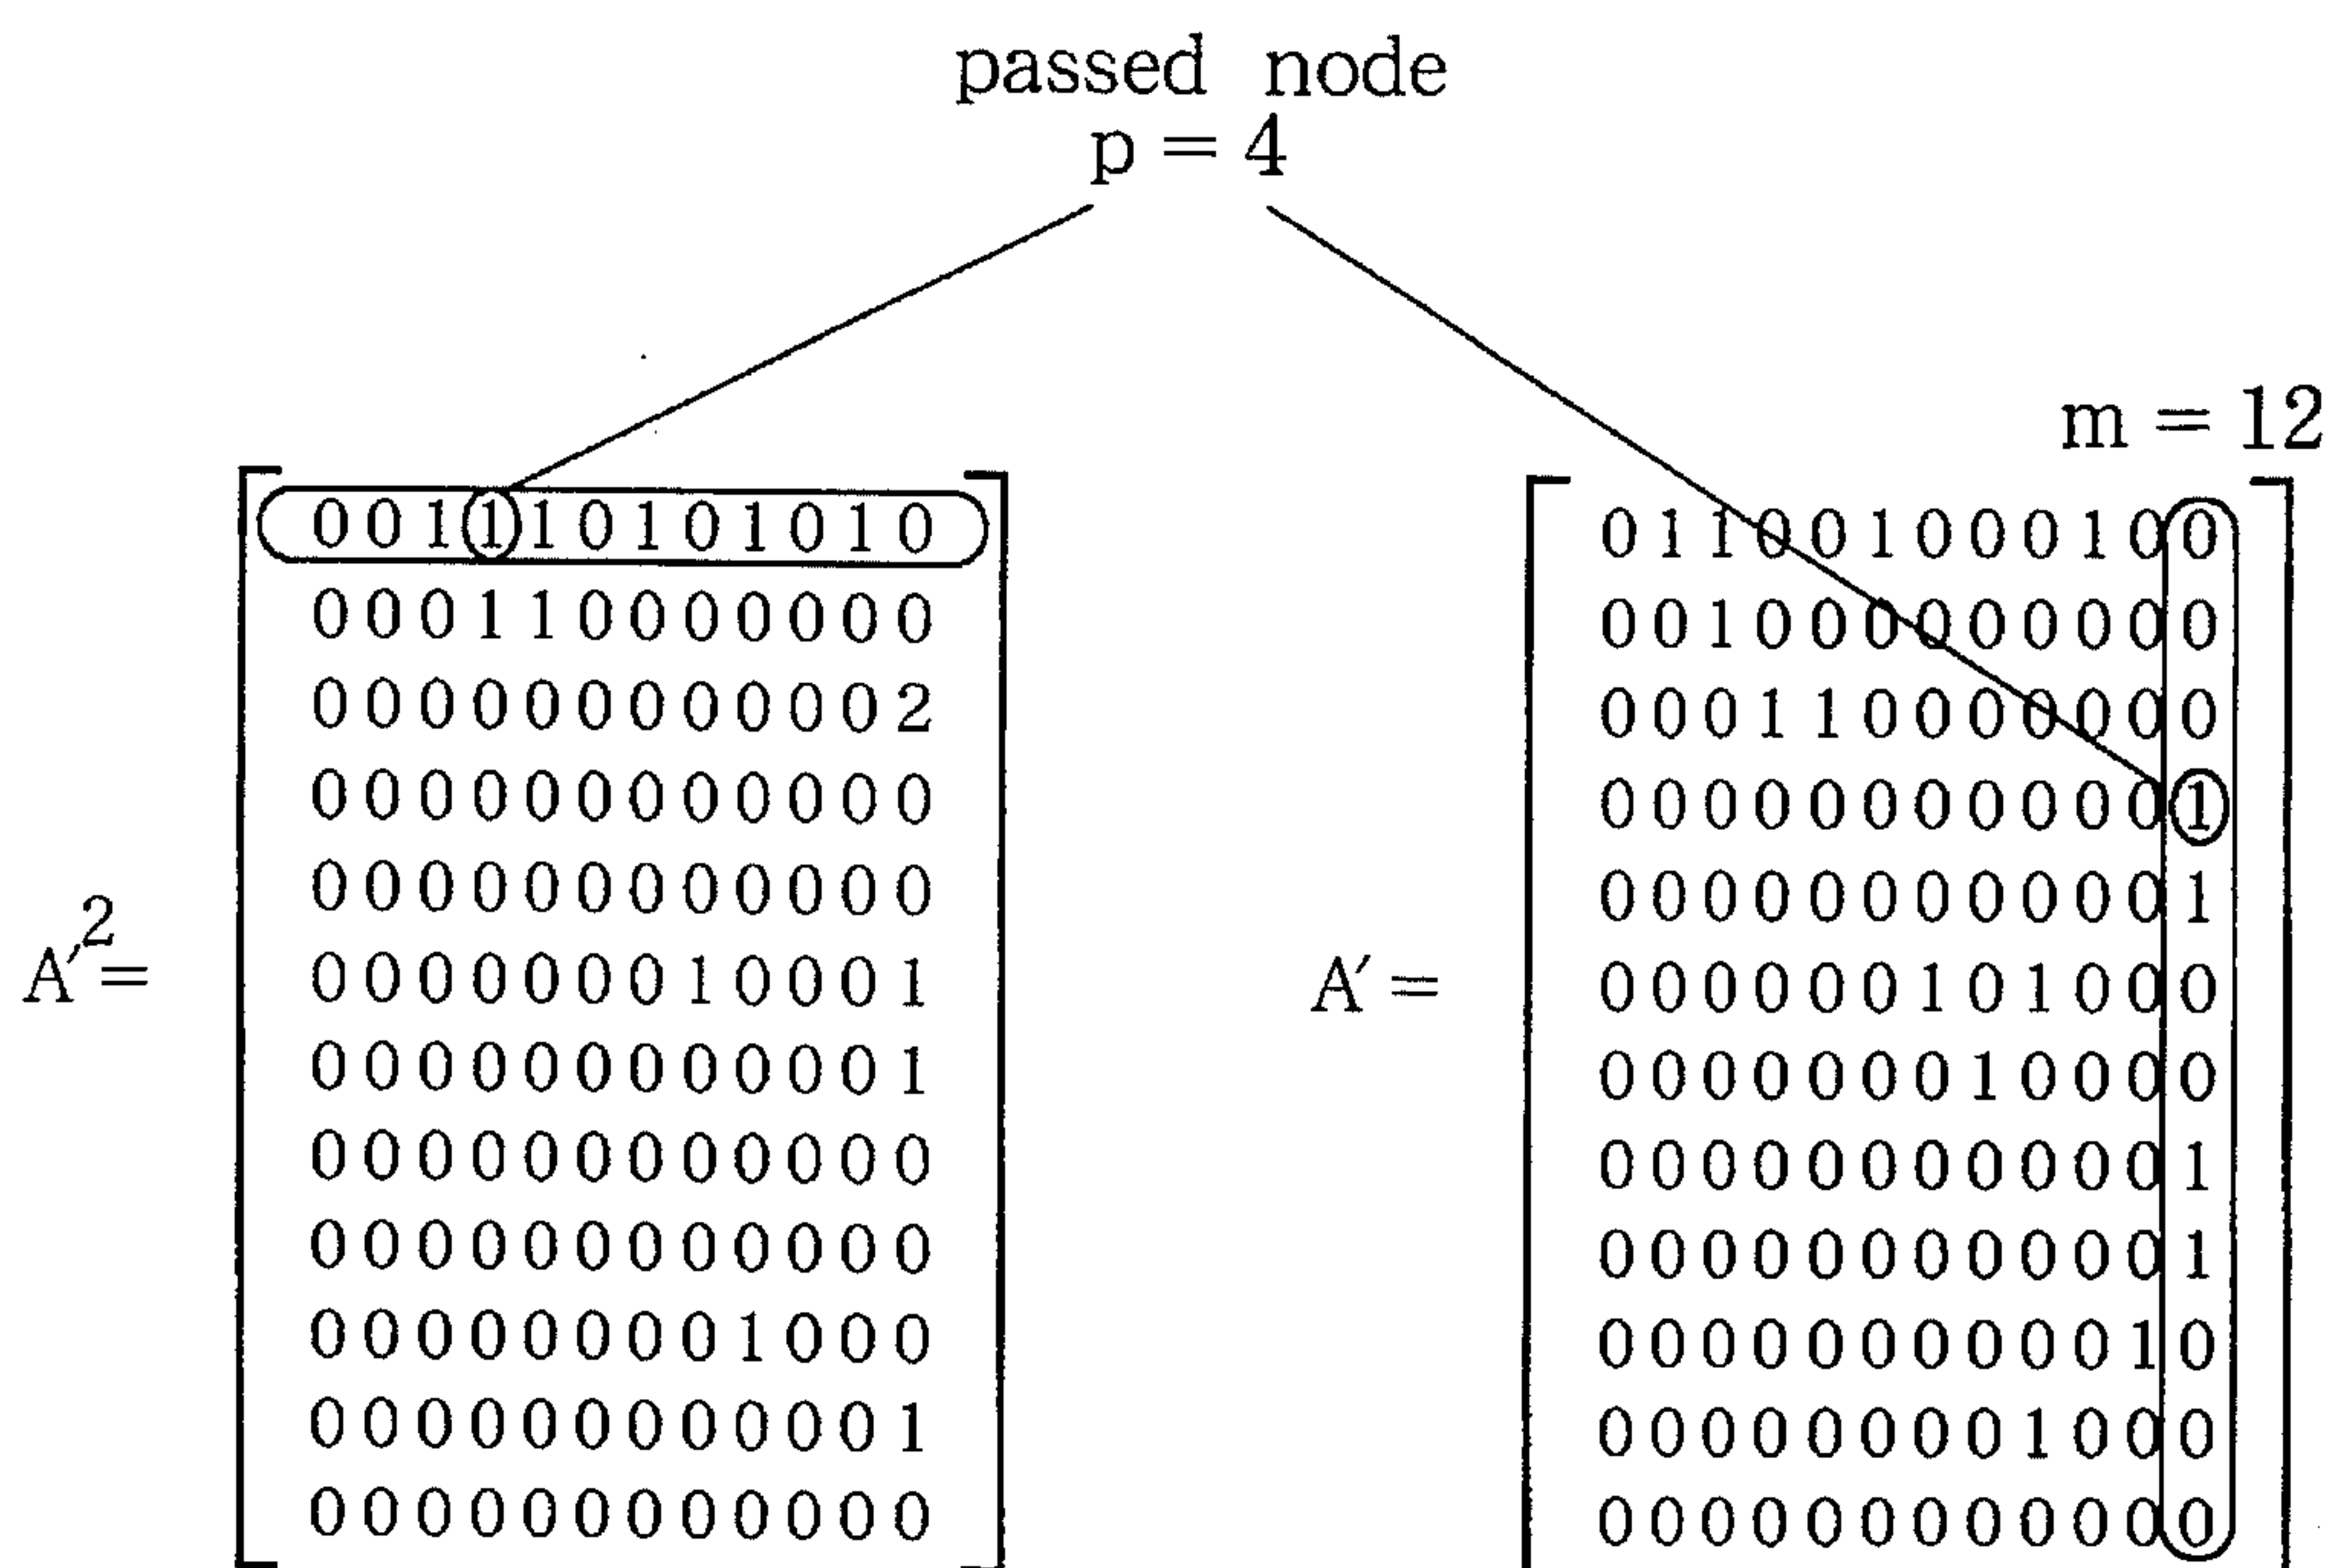 passed node
p = 4
m = 12
A'2 =
0 0 1 1 1 0 1 0 1 0 1 0
0 0 0 1 1 0 0 0 0 0 0 0
0 0 0 0 0 0 0 0 0 0 0 2
0 0 0 0 0 0 0 0 0 0 0 0
0 0 0 0 0 0 0 0 0 0 0 0
0 0 0 0 0 0 0 1 0 0 0 1
0 0 0 0 0 0 0 0 0 0 0 1
0 0 0 0 0 0 0 0 0 0 0 0
0 0 0 0 0 0 0 0 0 0 0 0
0 0 0 0 0 0 0 0 1 0 0 0
0 0 0 0 0 0 0 0 0 0 0 1
0 0 0 0 0 0 0 0 0 0 0 0
A' =
0 1 1 0 0 1 0 0 0 1 0 0
0 0 1 0 0 0 0 0 0 0 0 0
0 0 0 1 1 0 0 0 0 0 0 0
0 0 0 0 0 0 0 0 0 0 0 1
0 0 0 0 0 0 0 0 0 0 0 1
0 0 0 0 0 0 1 0 1 0 0 0
0 0 0 0 0 0 0 1 0 0 0 0
0 0 0 0 0 0 0 0 0 0 0 1
0 0 0 0 0 0 0 0 0 0 0 1
0 0 0 0 0 0 0 0 0 0 1 0
0 0 0 0 0 0 0 0 1 0 0 0
0 0 0 0 0 0 0 0 0 0 0 0